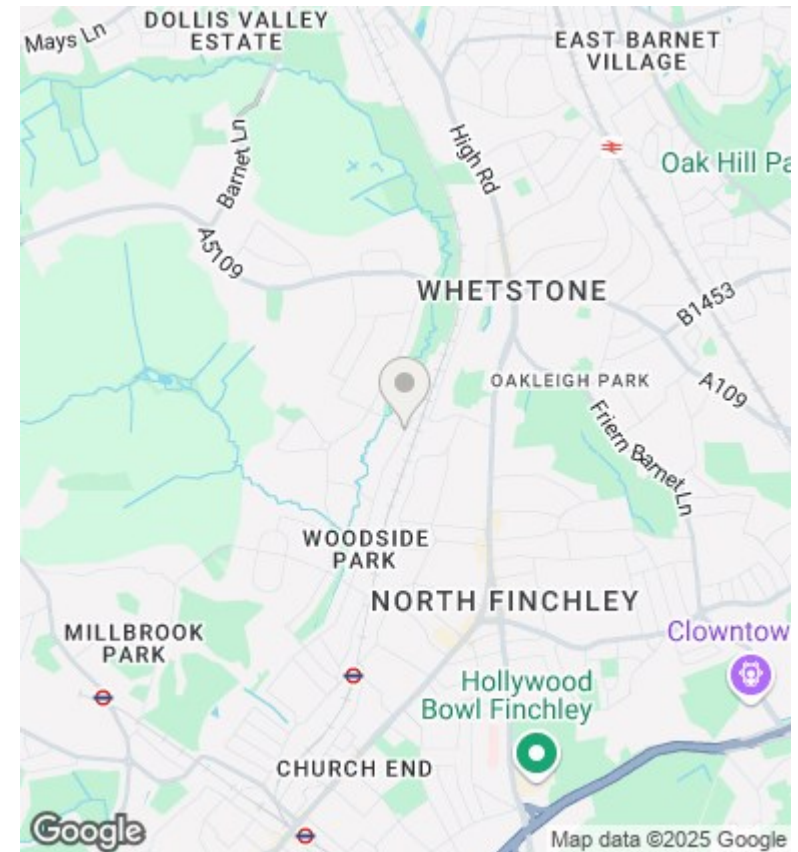 DOLLIS VALLEY
ESTATE
Mays Ln
EAST BARNET
VILLAGE
High Rd
Barnet Ln
Oak Hill Pa
A5109
WHETSTONE
B1453
OAKLEIGH PARK
A109
Friern Barnet Ln
WOODSIDE
PARK
NORTH FINCHLEY
MILLBROOK
PARK
Clowntow
Hollywood
Bowl Finchley
CHURCH END
Google
Map data ©2025 Google